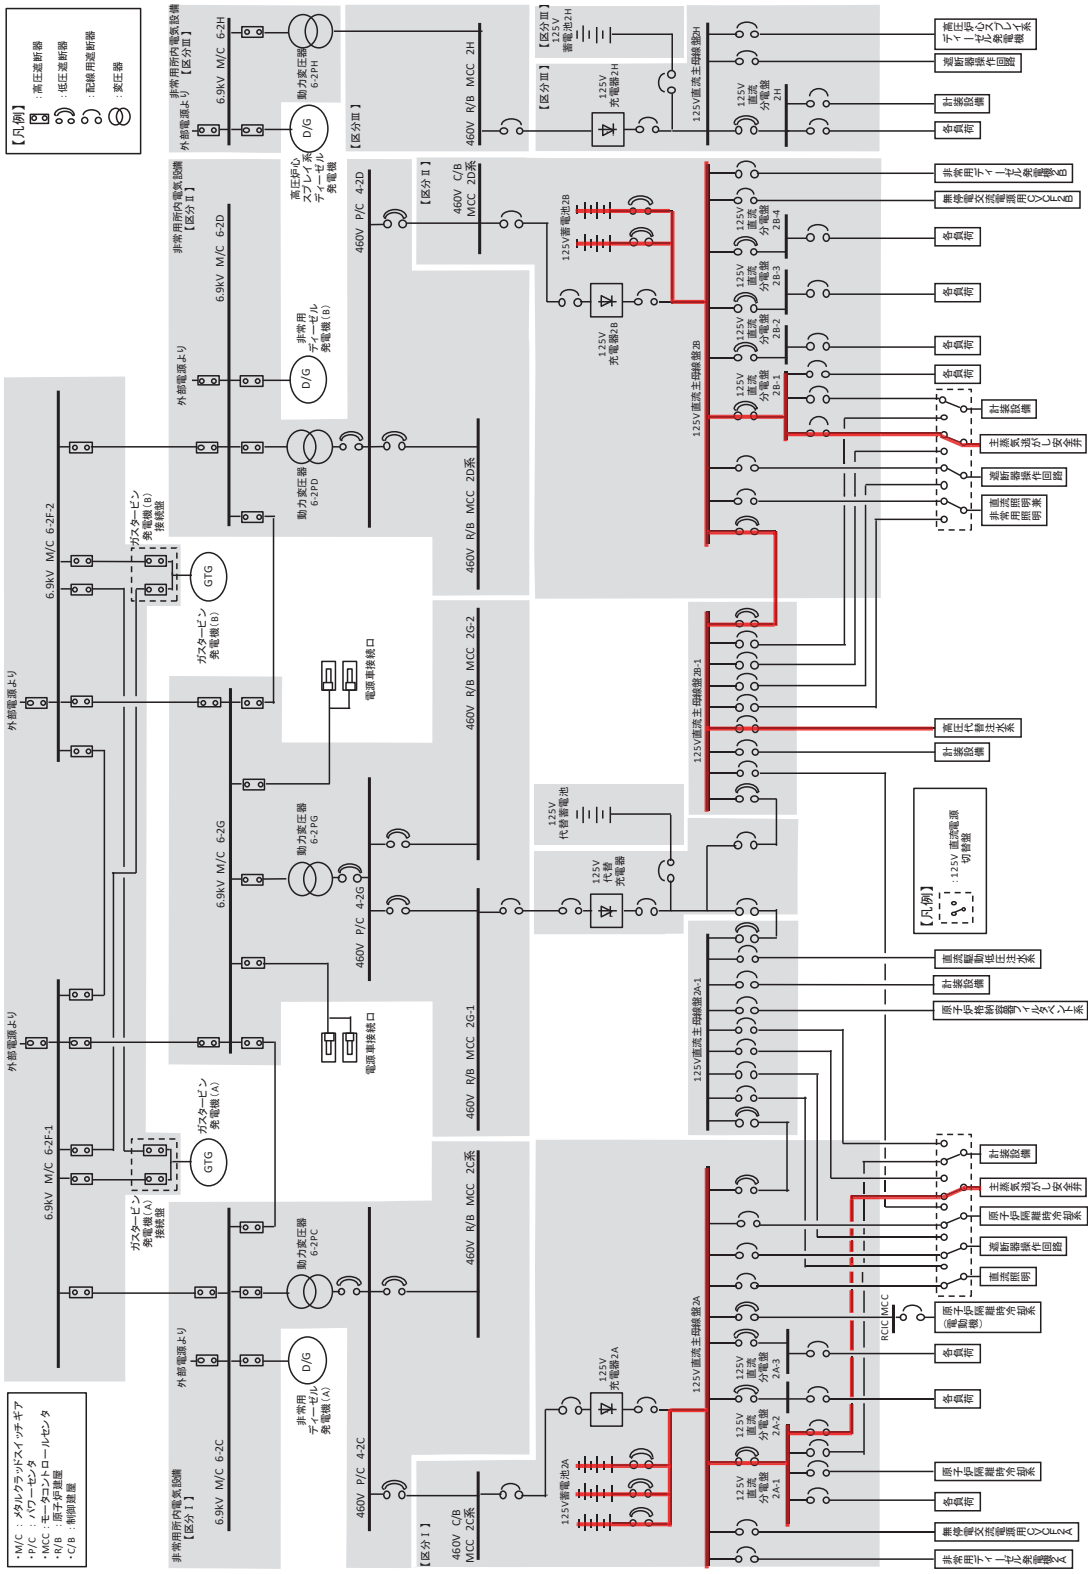 ・M/C : メタルクラッドスイッチギア
・P/C : パワーセンタ
・MCC : モータコントロールセンタ
・R/B : 原子炉建屋
・C/B : 制御建屋
【凡例】
: 高圧遮断器
: 低圧遮断器
: 配線用遮断器
: 変圧器
外部電源より
外部電源より
6.9kV M/C 6-2F-1
6.9kV M/C 6-2F-2
ガスタービン
発電機(A)
接続盤
GTG
ガスタービン
発電機(A)
ガスタービン
発電機(B)
接続盤
GTG
ガスタービン
発電機(B)
非常用所内電気設備
【区分Ⅰ】
外部電源より
6.9kV M/C 6-2C
D/G
非常用
ディーゼル
発電機(A)
動力変圧器
6-2PC
460V P/C 4-2C
6.9kV M/C 6-2G
電源車接続口
動力変圧器
6-2PG
電源車接続口
460V P/C 4-2G
非常用所内電気設備
【区分Ⅱ】
外部電源より
6.9kV M/C 6-2D
動力変圧器
6-2PD
D/G
非常用
ディーゼル
発電機(B)
460V P/C 4-2D
非常用所内電気設備
【区分Ⅲ】
外部電源より
6.9kV M/C 6-2H
D/G
高圧炉心
スプレイ系
ディーゼル
発電機
動力変圧器
6-2PH
【区分Ⅲ】
460V R/B MCC 2H
【区分Ⅰ】
460V C/B
MCC 2C系
460V R/B MCC 2C系
460V R/B MCC 2G-1
460V R/B MCC 2G-2
460V R/B MCC 2D系
【区分Ⅱ】
460V C/B
MCC 2D系
125V蓄電池2A
125V
充電器2A
125V
代替
充電器
125V
代替蓄電池
125V
充電器2B
125V蓄電池2B
【区分Ⅲ】
125V
充電器2H
【区分Ⅲ】
125V
蓄電池2H
125V直流主母線盤2A
125V直流主母線盤2A-1
125V直流主母線盤2B-1
125V直流主母線盤2B
125V直流主母線盤2H
125V
直流
分電盤
2A-1
125V
直流
分電盤
2A-2
125V
直流
分電盤
2A-3
125V
直流
分電盤
2B-1
125V
直流
分電盤
2B-2
125V
直流
分電盤
2B-3
125V
直流
分電盤
2B-4
125V
直流
分電盤
2H
RCIC MCC
【凡例】
: 125V 直流電源
切替盤
非常用ディーゼル発電機2A
無停電交流電源用CVCF2A
各負荷
原子炉隔離時冷却系
各負荷
各負荷
原子炉隔離時冷却系
(電動機)
直流照明
遮断器操作回路
原子炉隔離時冷却系
主蒸気逃がし安全弁
計装設備
原子炉格納容器フィルタベント系
計装設備
直流駆動低圧注水系
計装設備
高圧代替注水系
直流照明兼
非常用照明
遮断器操作回路
主蒸気逃がし安全弁
計装設備
各負荷
各負荷
各負荷
各負荷
無停電交流電源用CVCF2B
非常用ディーゼル発電機2B
各負荷
計装設備
遮断器操作回路
高圧炉心スプレイ系
ディーゼル発電機